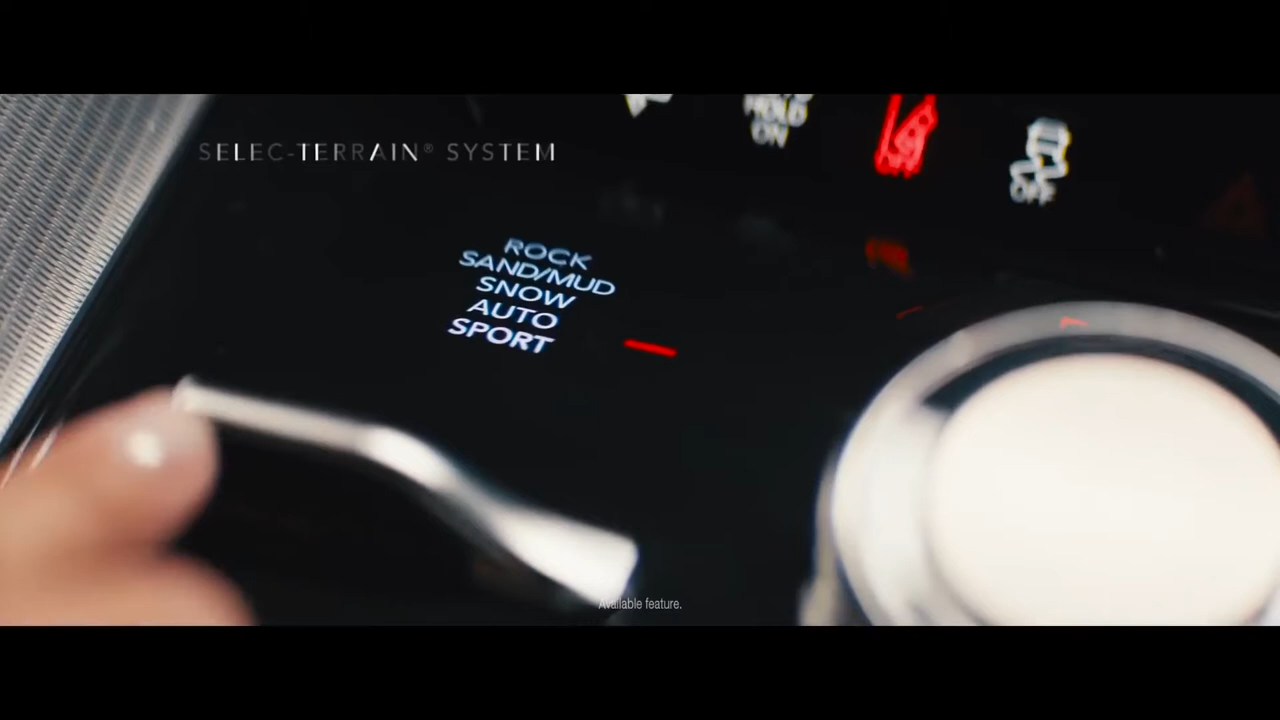 HOLD
ON
OFF
SELEC-TERRAIN® SYSTEM
ROCK
SAND/MUD
SNOW
AUTO
SPORT
Available feature.